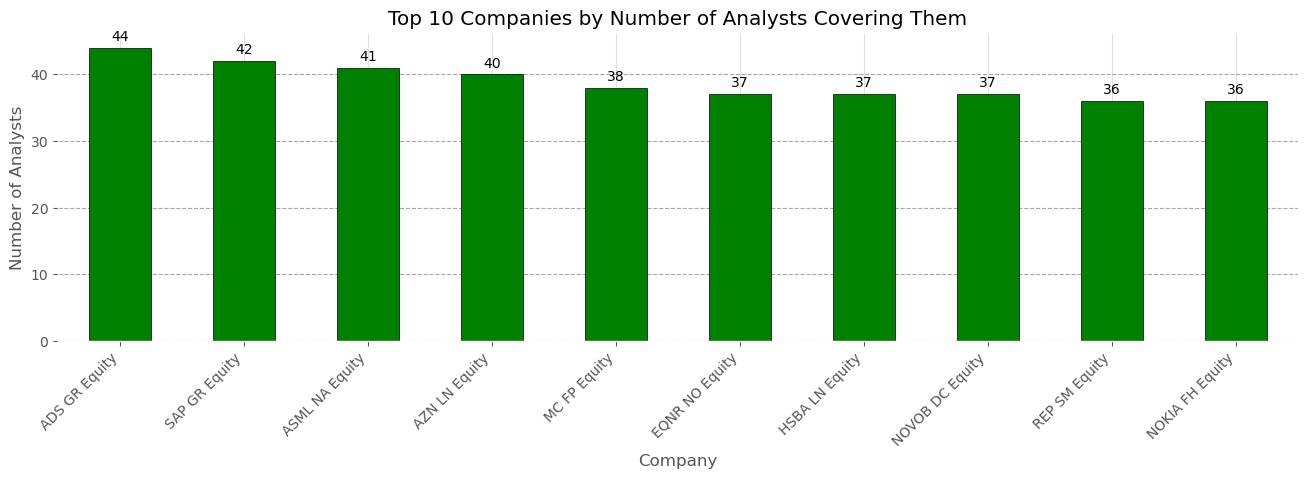 Top 10 Companies by Number of Analysts Covering Them
44
42
41
40
38
37
37
37
36
36
40
30
20
10
0
Number of Analysts
ADS GR Equity
SAP GR Equity
ASML NA Equity
AZN LN Equity
MC FP Equity
EQNR NO Equity
HSBA LN Equity
NOVOB DC Equity
REP SM Equity
NOKIA FH Equity
Company